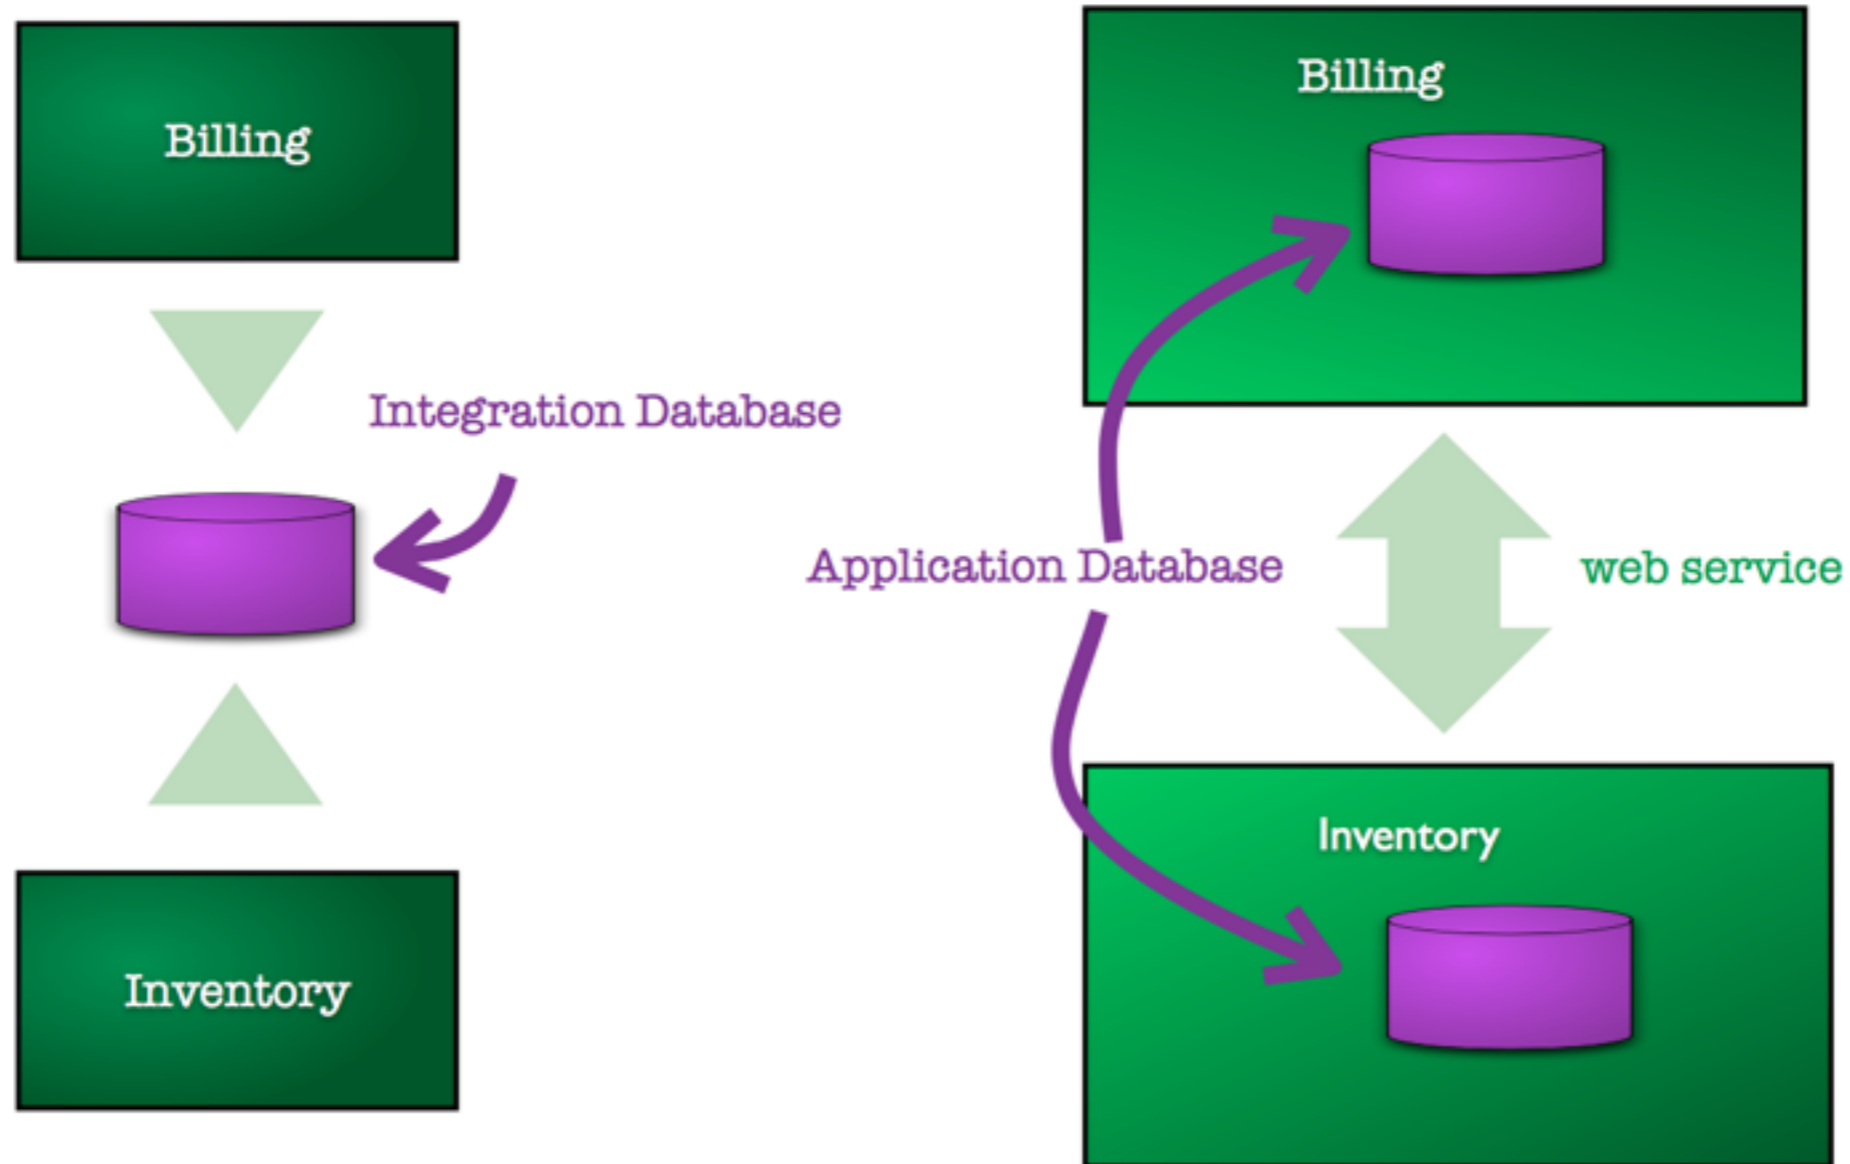 Billing
Integration Database
Inventory
Billing
Application Database
web service
Inventory